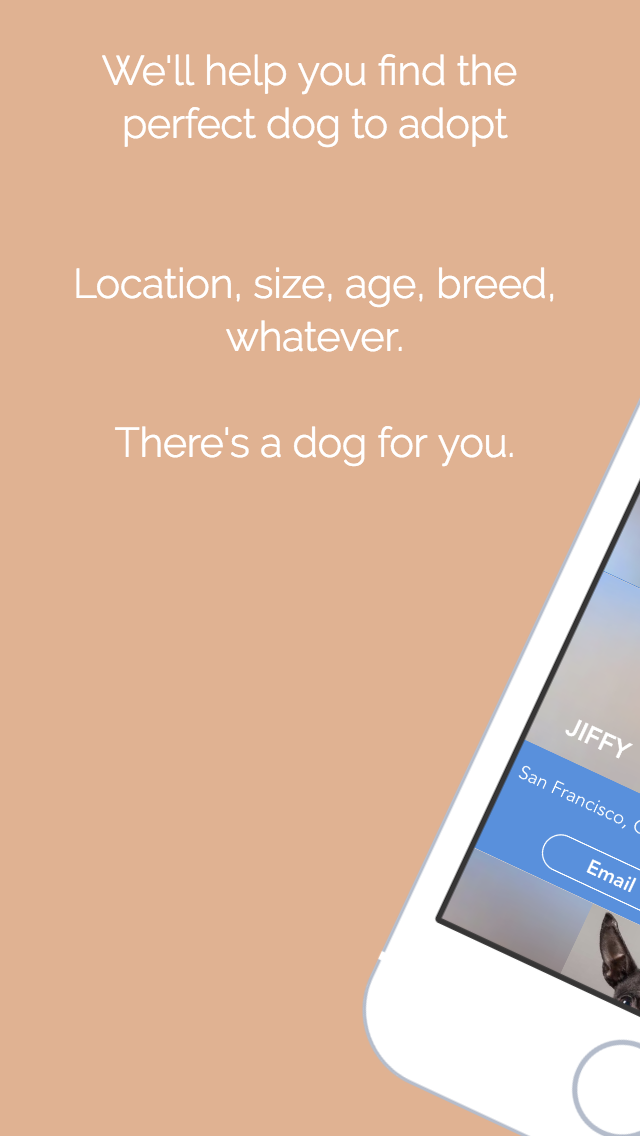 We'll help you find the
perfect dog to adopt
Location, size, age, breed,
whatever.
There's a dog for you.
JIFFY
San Francisco,
Email